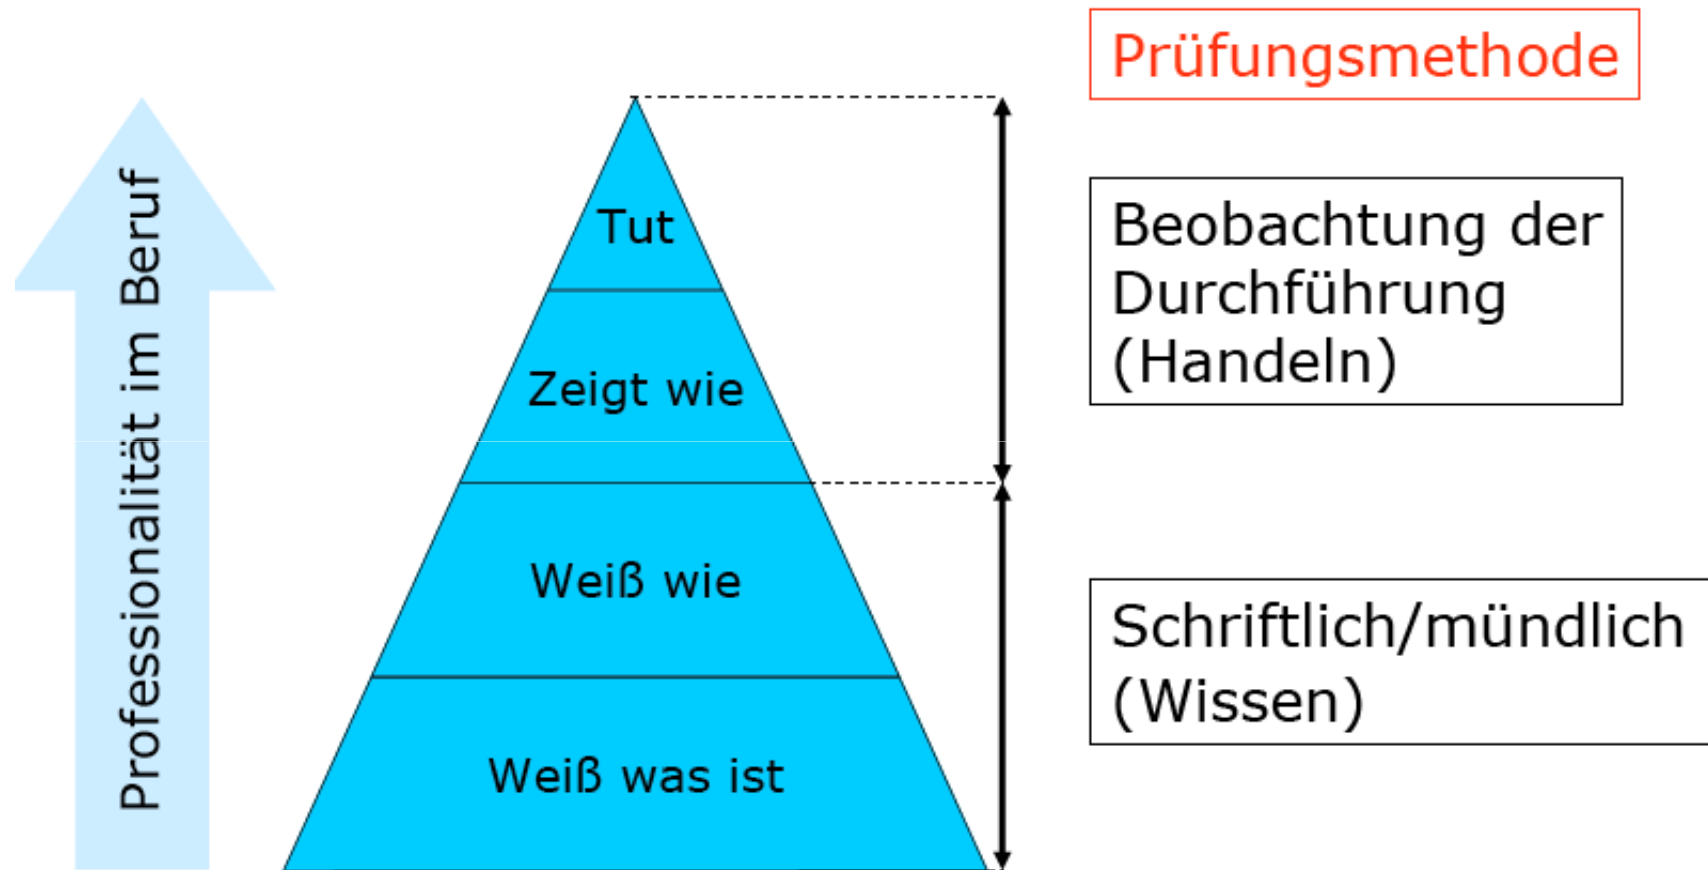 Prüfungsmethode
Professionalität im Beruf
Tut
Zeigt wie
Weiß wie
Weiß was ist
Beobachtung der
Durchführung
(Handeln)
Schriftlich/mündlich
(Wissen)